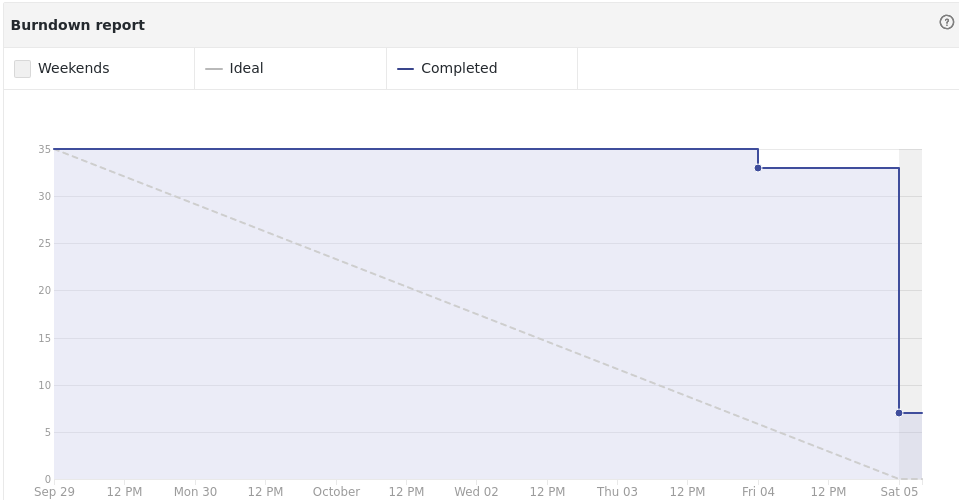 Burndown report
Weekends
Ideal
Completed
35
30
25
20
15
10
5
0
Sep 29 12 PM Mon 30 12 PM October 12 PM Wed 02 12 PM Thu 03 12 PM Fri 04 12 PM Sat 05